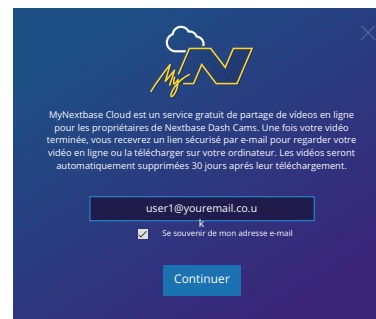 My N
MyNextbase Cloud est un service gratuit de partage de vídeos en ligne
pour les propriétaires de Nextbase Dash Cams. Une fois votre vidéo
terminée, vous recevrez un lien sécurisé par e-mail pour regarder votre
vidéo en ligne ou la télécharger sur votre ordinateur. Les vidéos seront
automatiquement supprimées 30 jours aprés leur téléchargement.
user1@youremail.co.u
k
Se souvenir de mon adresse e-mail
Continuer